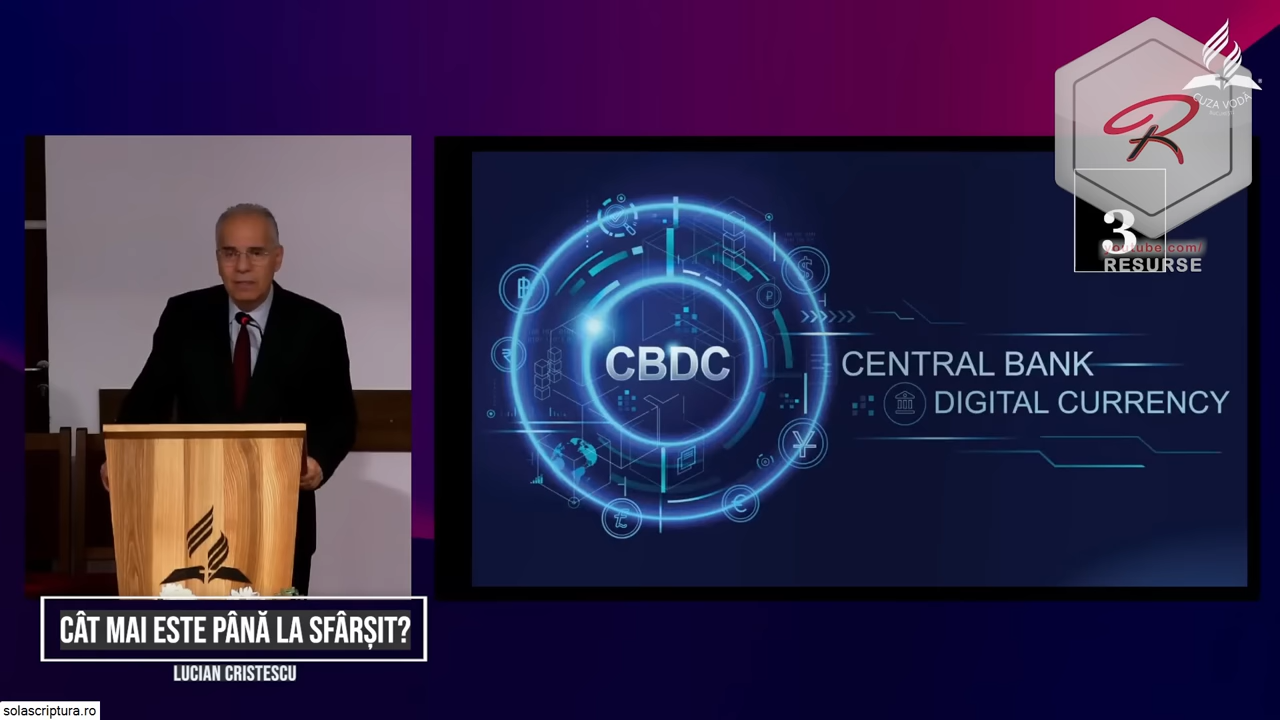 CUZA VODĂ
3
youtube.com/
RESURSE
CBDC
CENTRAL BANK
DIGITAL CURRENCY
CÂT MAI ESTE PÂNĂ LA SFÂRȘIT?
LUCIAN CRISTESCU
solascriptura.ro